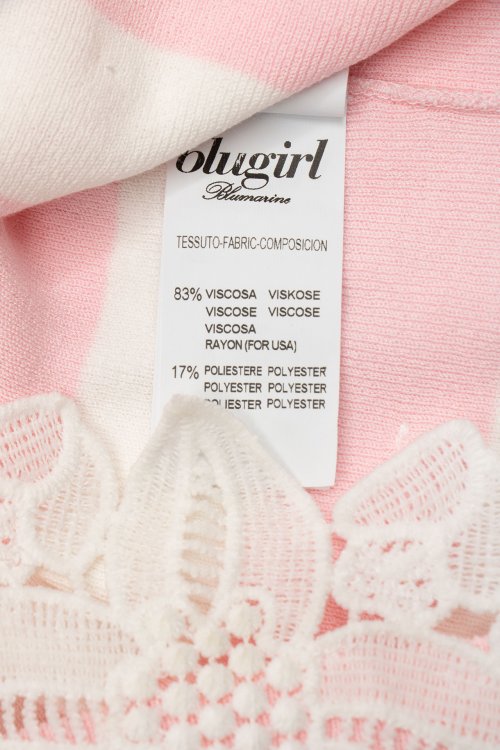 blugirl
Blumarine
TESSUTO-FABRIC-COMPOSICION
83% VISCOSA VISKOSE
VISCOSE VISCOSE
VISCOSA
RAYON (FOR USA)
17% POLIESTERE POLYESTER
POLYESTER POLYESTER
POLIESTER POLYESTER